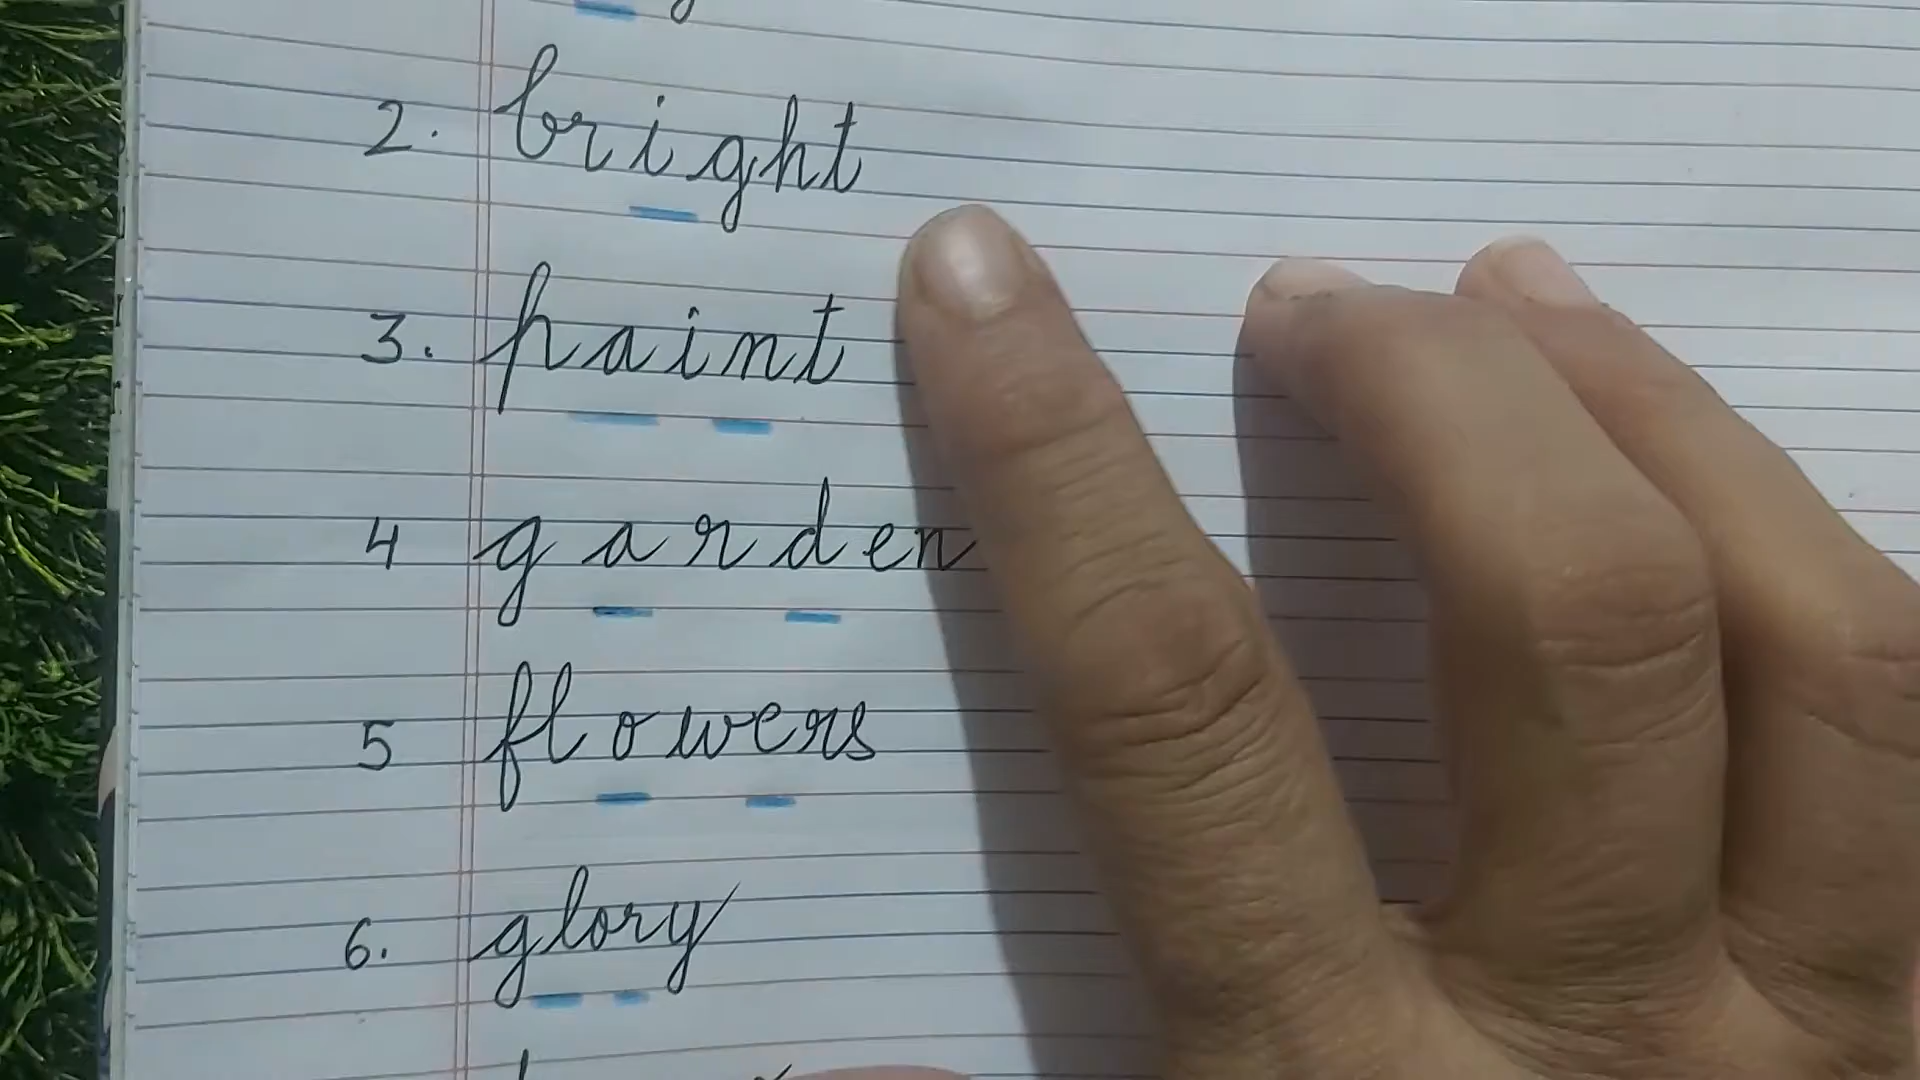 2. bright
3. paint
4 garden
5 flowers
6. glory